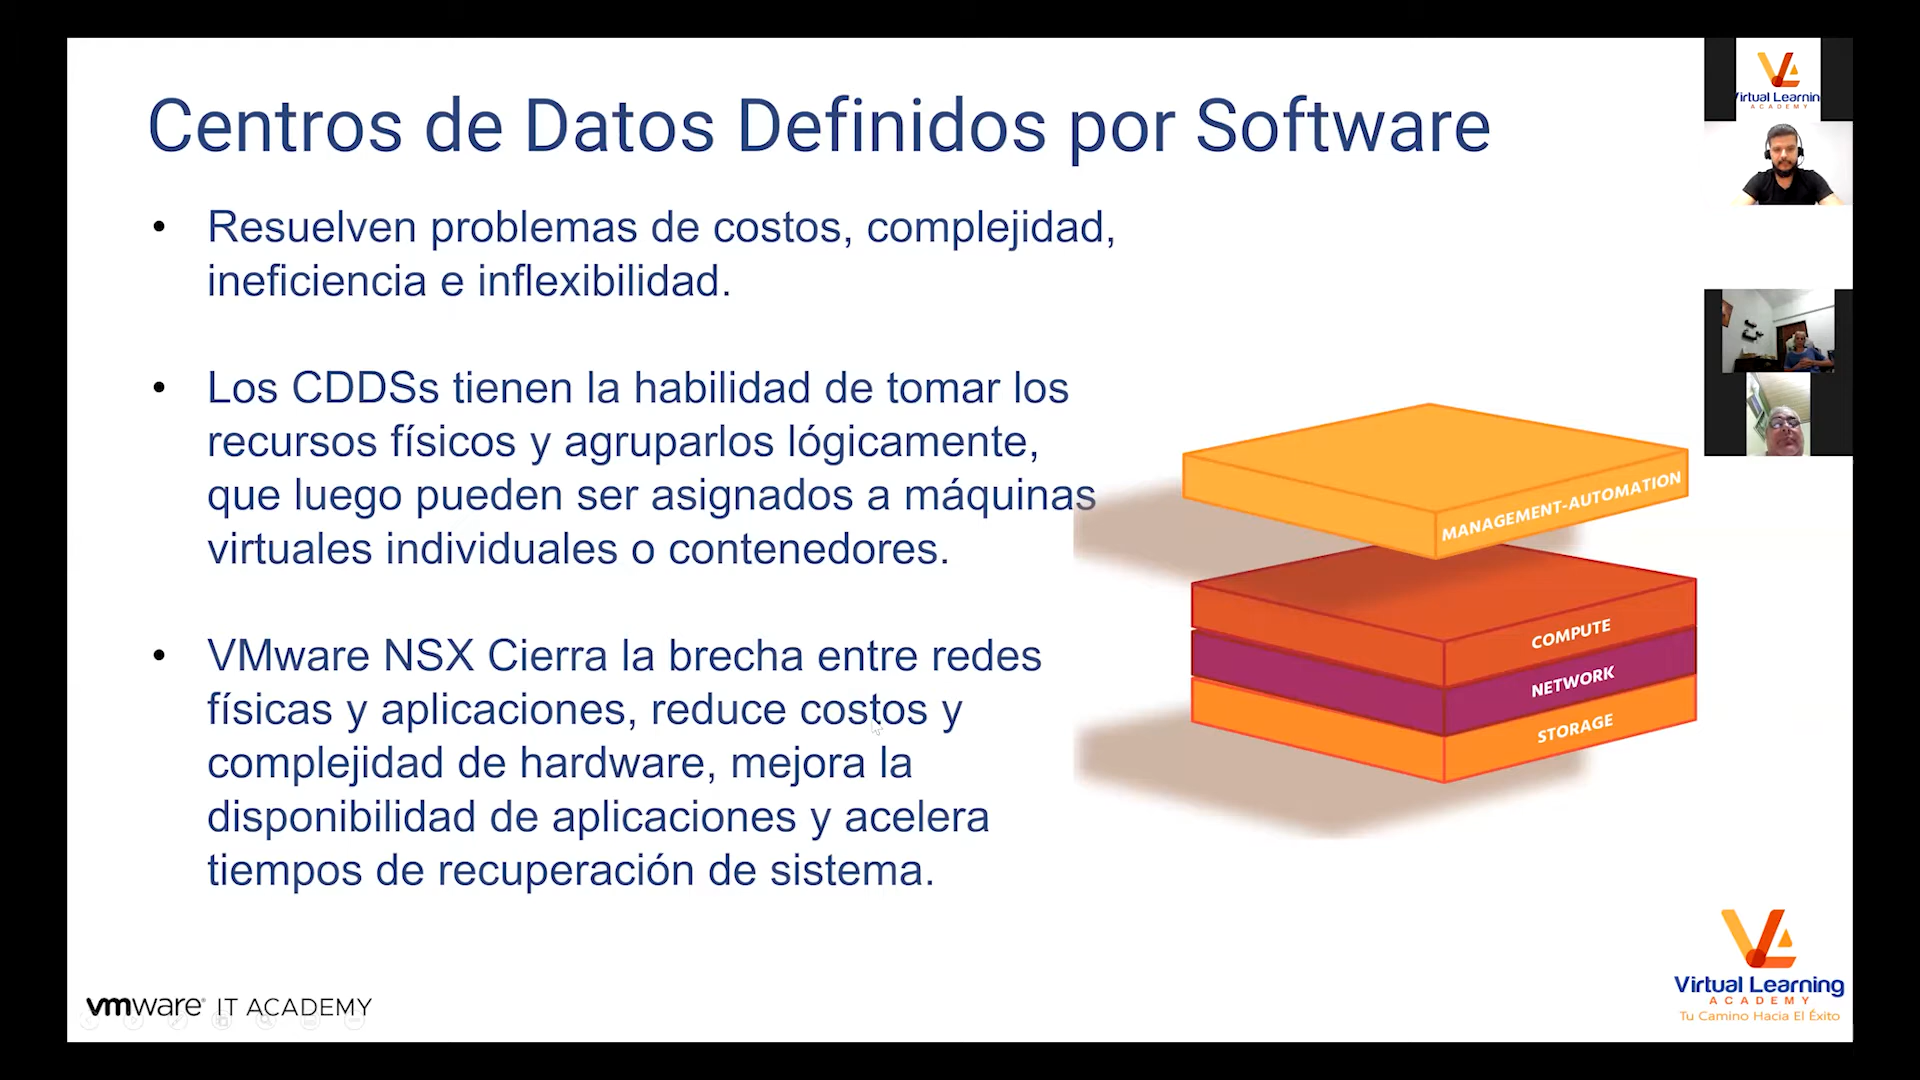 Centros de Datos Definidos por Software
• Resuelven problemas de costos, complejidad,
ineficiencia e inflexibilidad.
• Los CDDSs tienen la habilidad de tomar los
recursos físicos y agruparlos lógicamente,
que luego pueden ser asignados a máquinas
virtuales individuales o contenedores.
• VMware NSX Cierra la brecha entre redes
físicas y aplicaciones, reduce costos y
complejidad de hardware, mejora la
disponibilidad de aplicaciones y acelera
tiempos de recuperación de sistema.
MANAGEMENT-AUTOMATION
COMPUTE
NETWORK
STORAGE
vmware® IT ACADEMY
Virtual Learning
ACADEMY
Tu Camino Hacia El Éxito
Virtual Learnin
ACADEMY